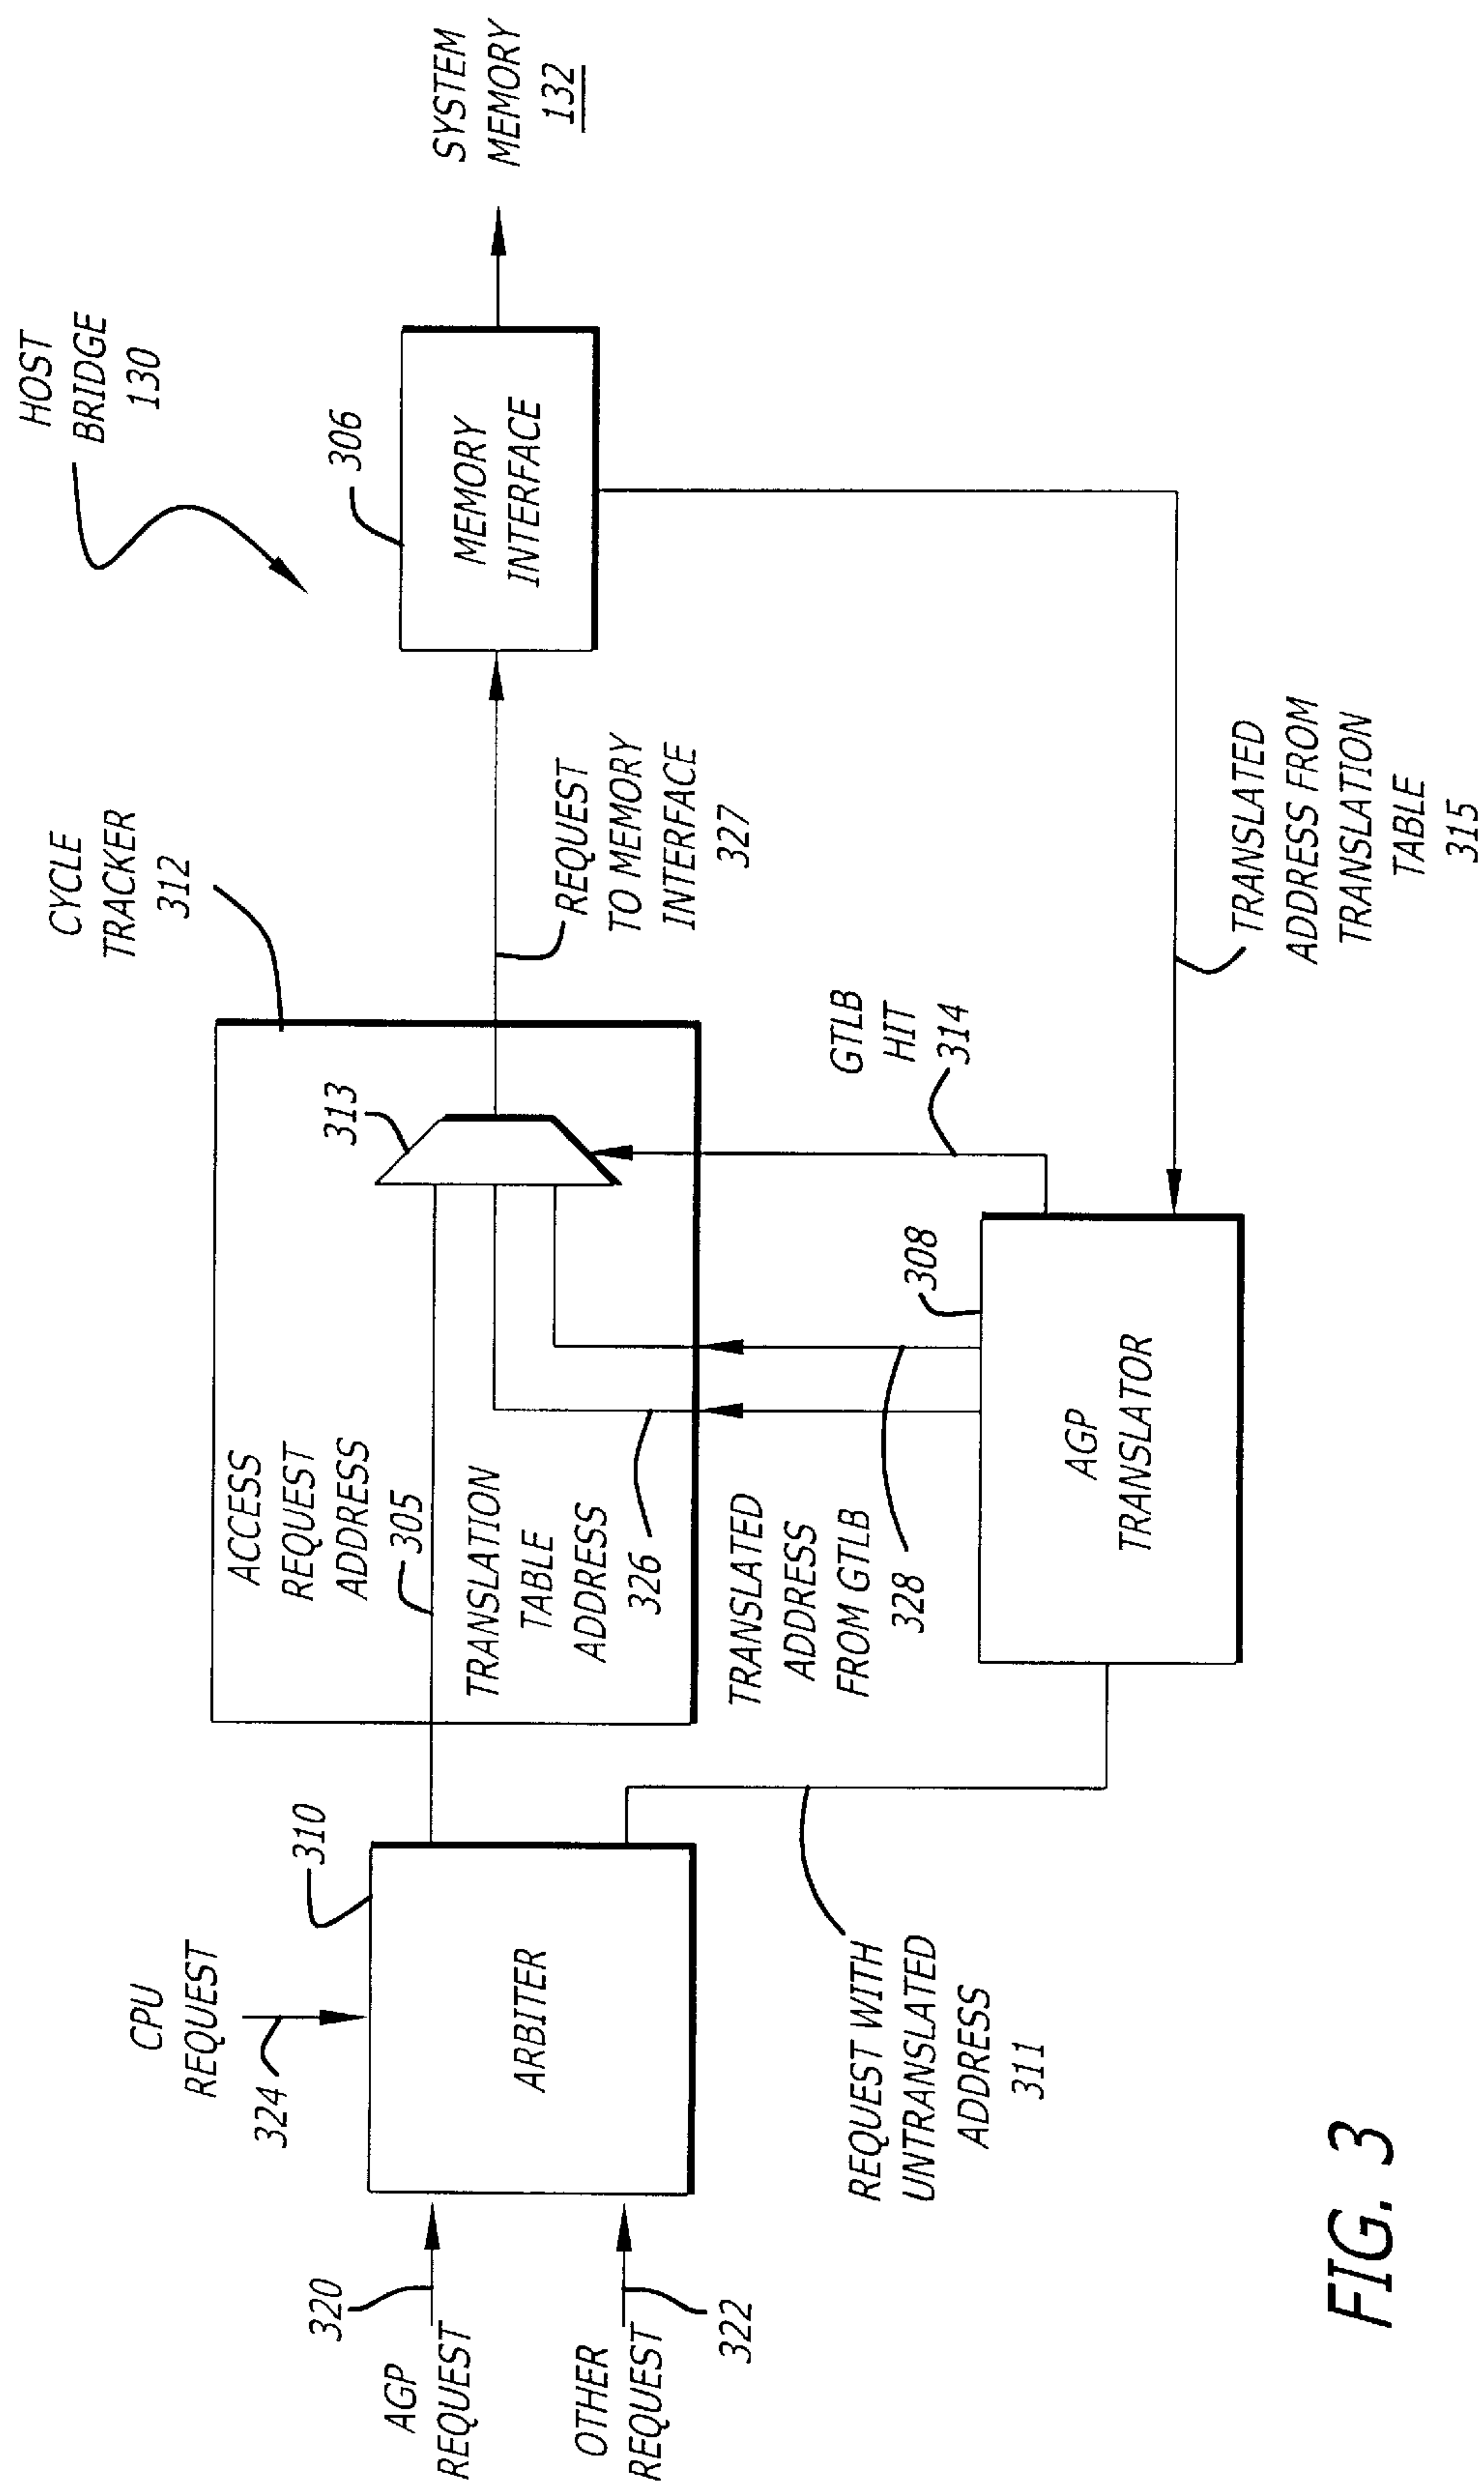 HOST
BRIDGE
130
SYSTEM
MEMORY
132
306
MEMORY
INTERFACE
CYCLE
TRACKER
312
REQUEST
TO MEMORY
INTERFACE
327
313
ACCESS
REQUEST
ADDRESS
305
TRANSLATION
TABLE
ADDRESS
326
TRANSLATED
ADDRESS
FROM GTLB
328
GTLB
HIT
314
308
AGP
TRANSLATOR
TRANSLATED
ADDRESS FROM
TRANSLATION
TABLE
315
CPU
REQUEST
324
310
ARBITER
320
AGP
REQUEST
OTHER
REQUEST
322
REQUEST WITH
UNTRANSLATED
ADDRESS
311
FIG. 3